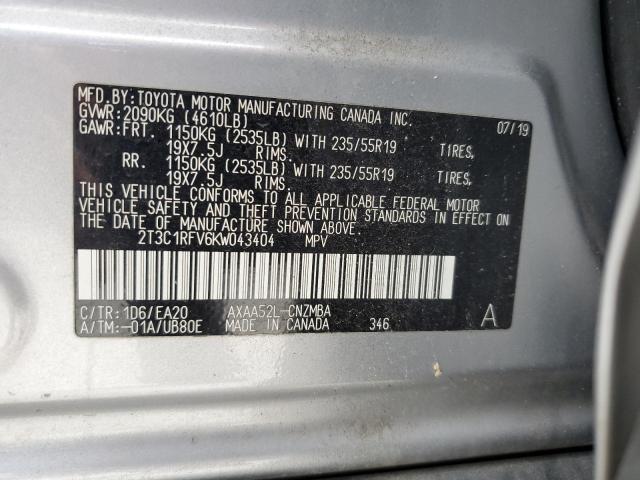 MFD. BY: TOYOTA MOTOR MANUFACTURING CANADA INC. 07/19
GVWR: 2090KG (4610LB)
GAWR: FRT. 1150KG (2535LB) WITH 235/55R19 TIRES,
19X7.5J RIMS.
RR. 1150KG (2535LB) WITH 235/55R19 TIRES,
19X7.5J RIMS.
THIS VEHICLE CONFORMS TO ALL APPLICABLE FEDERAL MOTOR
VEHICLE SAFETY AND THEFT PREVENTION STANDARDS IN EFFECT ON
THE DATE OF MANUFACTURE SHOWN ABOVE.
2T3C1RFV6KW043404 MPV
C/TR: 1D6/EA20 AXAA52L-CNZMBA
A/TM: -01A/UB80E MADE IN CANADA 346 A